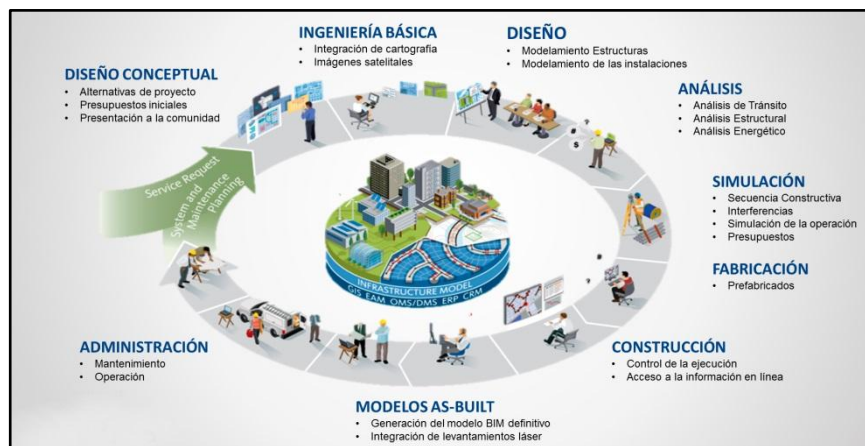 INGENIERÍA BÁSICA
• Integración de cartografía
• Imágenes satelitales
DISEÑO
• Modelamiento Estructuras
• Modelamiento de las instalaciones
DISEÑO CONCEPTUAL
• Alternativas de proyecto
• Presupuestos iniciales
• Presentación a la comunidad
ANÁLISIS
• Análisis de Tránsito
• Análisis Estructural
• Análisis Energético
Service Request
System and
Maintenance
Planning
SIMULACIÓN
• Secuencia Constructiva
• Interferencias
• Simulación de la operación
• Presupuestos
INFRASTRUCTURE MODEL
GIS EAM OMS/DMS ERP CRM
FABRICACIÓN
• Prefabricados
ADMINISTRACIÓN
• Mantenimiento
• Operación
CONSTRUCCIÓN
• Control de la ejecución
• Acceso a la información en línea
MODELOS AS-BUILT
• Generación del modelo BIM definitivo
• Integración de levantamientos láser